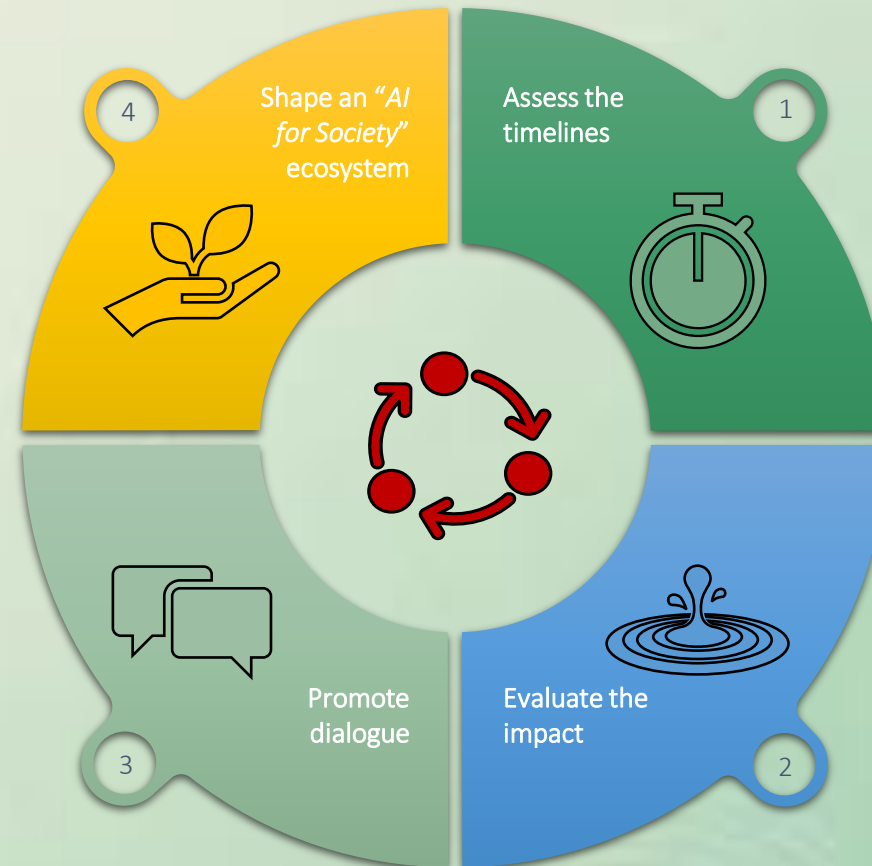 1
Assess the
timelines
2
Evaluate the
impact
3
Promote
dialogue
4
Shape an “AI
for Society”
ecosystem